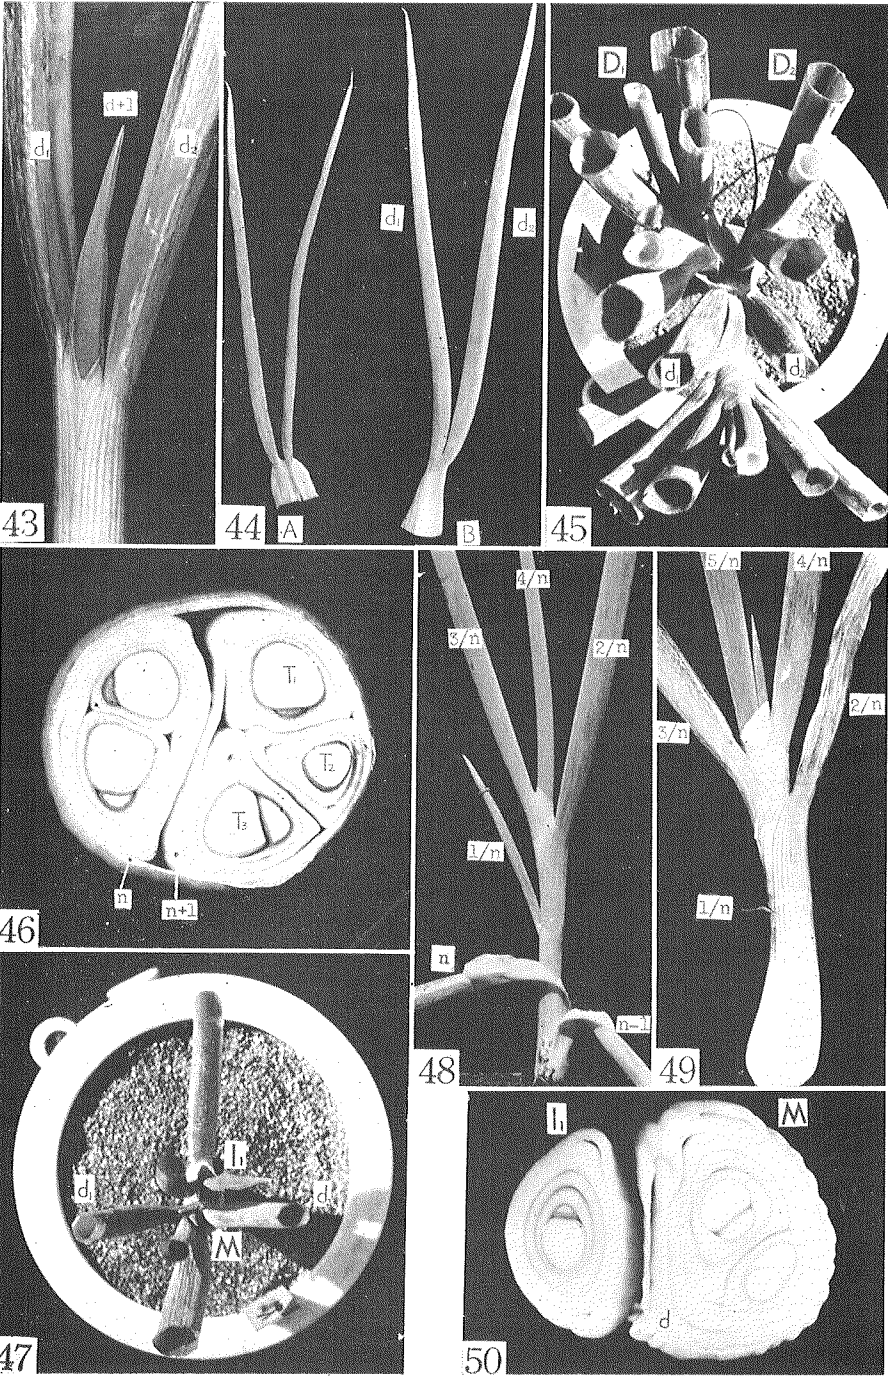 d+1
d₁
d₂
43
d₁
d₂
44
A
B
D₁
D₂
d₁
d₂
45
T₁
T₂
T₃
n
n+1
46
4/n
3/n
2/n
1/n
n
n-1
48
5/n
4/n
3/n
2/n
1/n
49
I₁
d₁
d
M
47
I₁
M
d
50